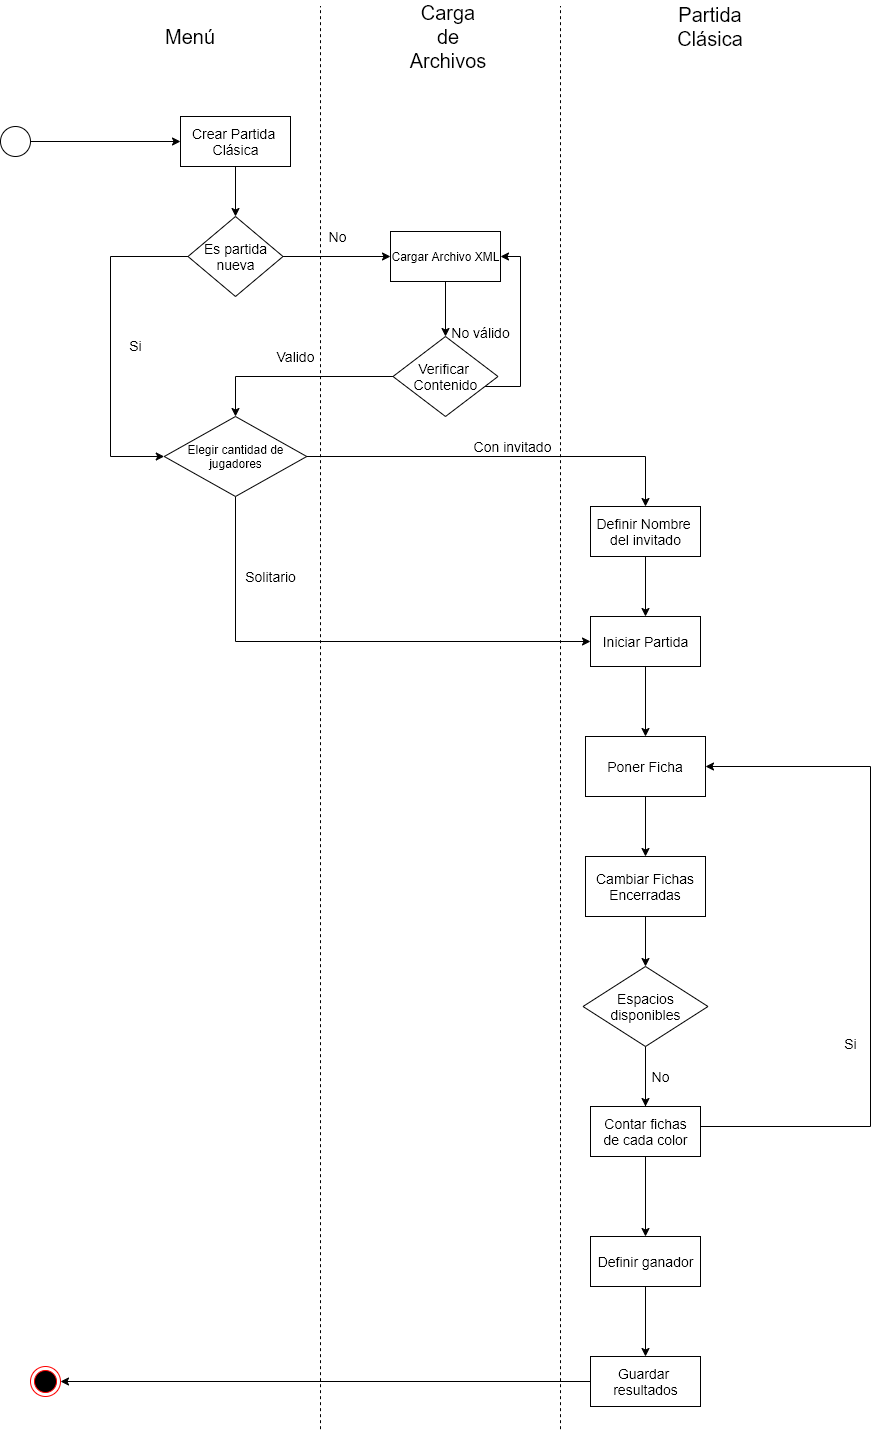 Menú
Carga
de
Archivos
Partida
Clásica
Crear Partida
Clásica
Es partida
nueva
No
Cargar Archivo XML
Si
No válido
Valido
Verificar
Contenido
Elegir cantidad de
jugadores
Con invitado
Definir Nombre
del invitado
Solitario
Iniciar Partida
Poner Ficha
Cambiar Fichas
Encerradas
Espacios
disponibles
Si
No
Contar fichas
de cada color
Definir ganador
Guardar
resultados